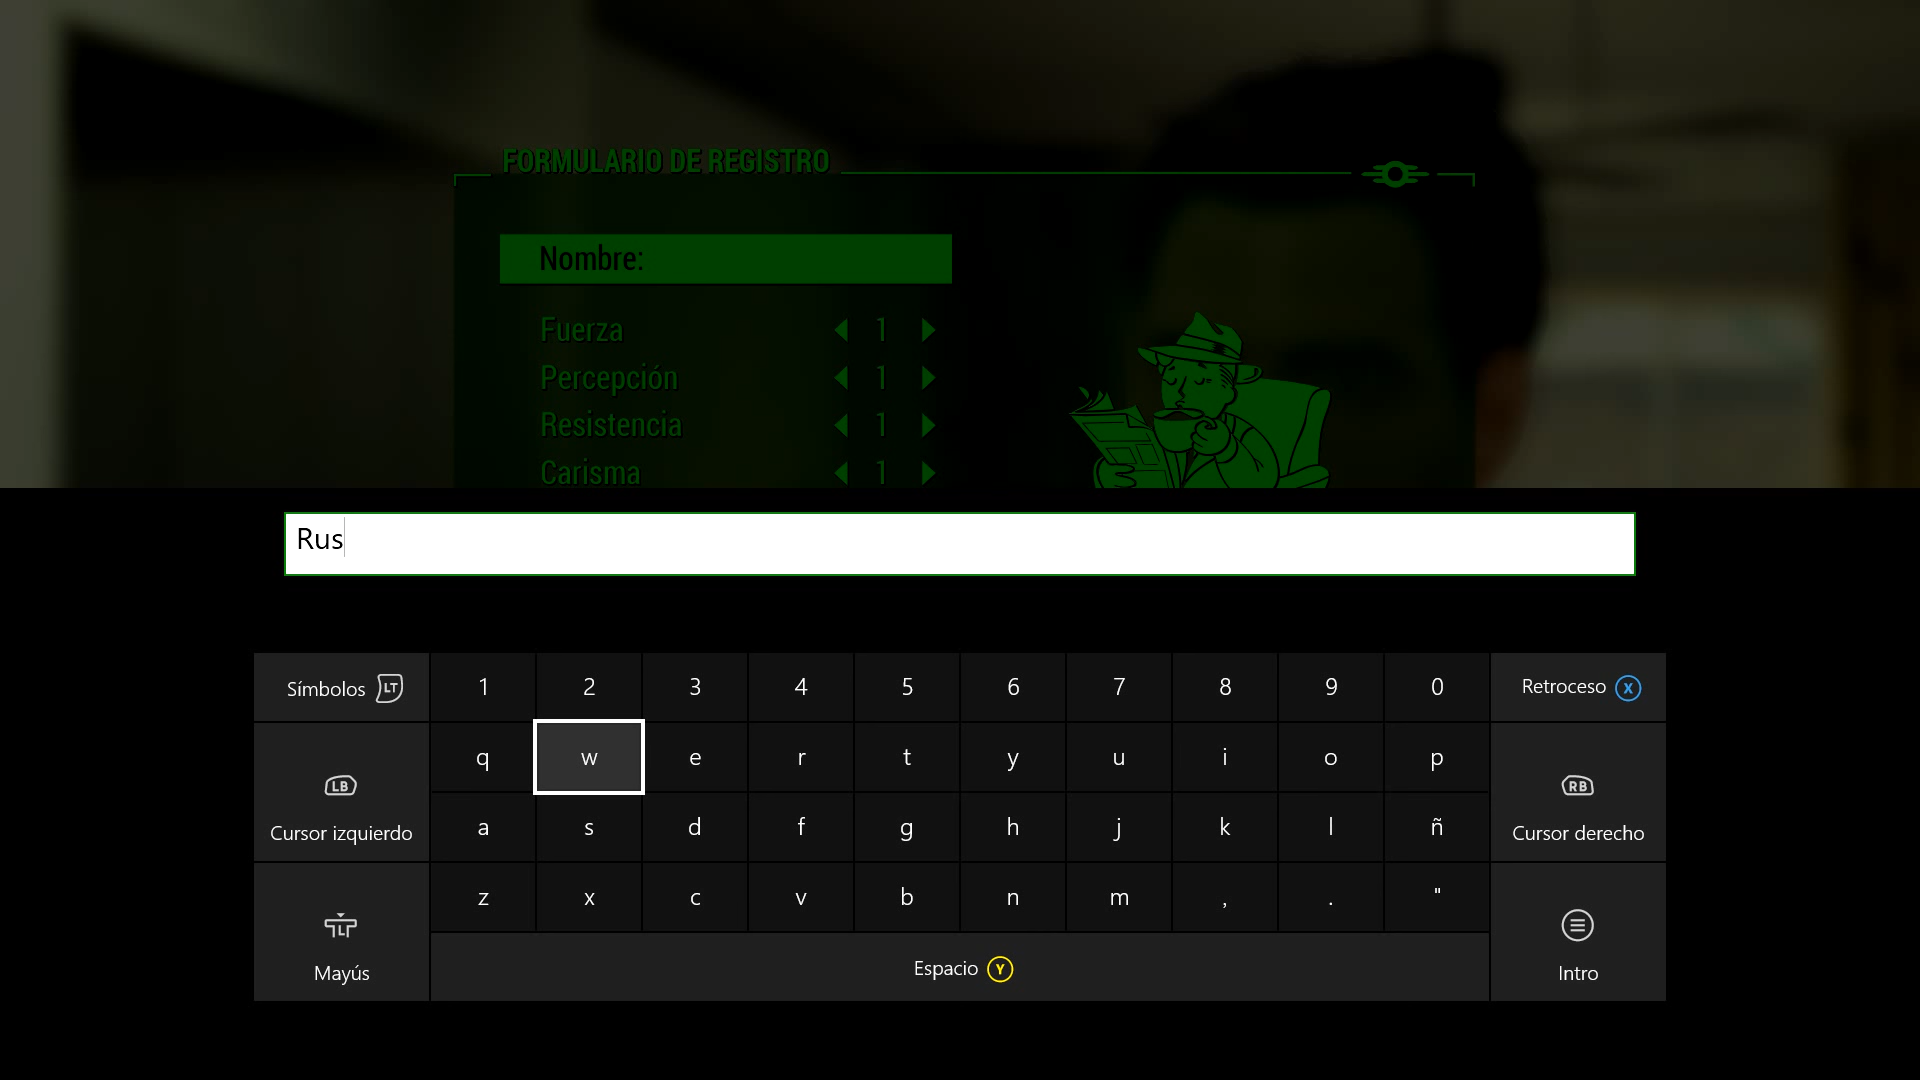 FORMULARIO DE REGISTRO
Nombre:
Fuerza 1
Percepción 1
Resistencia 1
Carisma 1
Rus
Símbolos LT 1 2 3 4 5 6 7 8 9 0 Retroceso X
q w e r t y u i o p
LB Cursor izquierdo a s d f g h j k l ñ RB Cursor derecho
z x c v b n m , . "
Mayús Espacio Y Intro